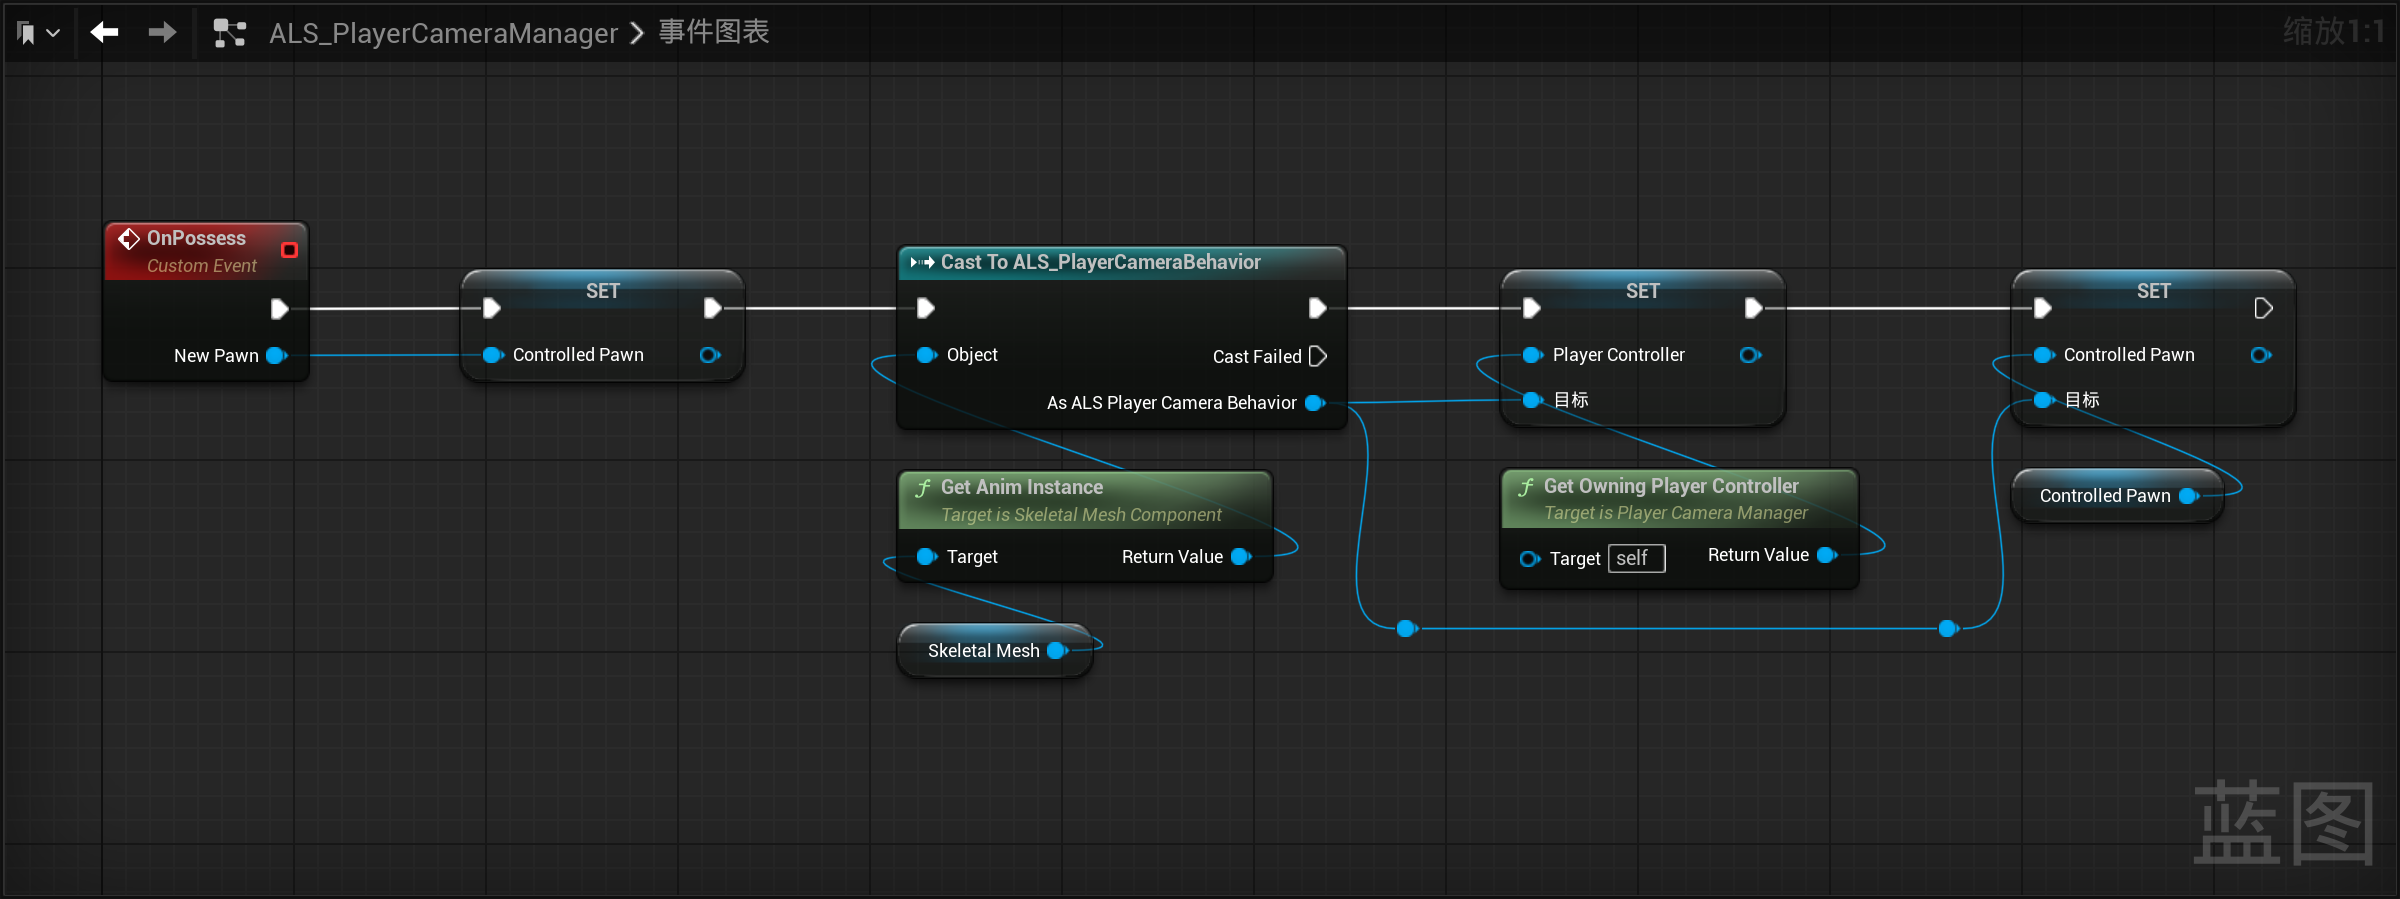 ALS_PlayerCameraManager
事件图表
缩放1:1
OnPossess
Custom Event
New Pawn
SET
Controlled Pawn
Cast To ALS_PlayerCameraBehavior
Object
Cast Failed
As ALS Player Camera Behavior
SET
Player Controller
目标
SET
Controlled Pawn
目标
Get Anim Instance
Target is Skeletal Mesh Component
Target
Return Value
Get Owning Player Controller
Target is Player Camera Manager
Target self
Return Value
Controlled Pawn
Skeletal Mesh
蓝图